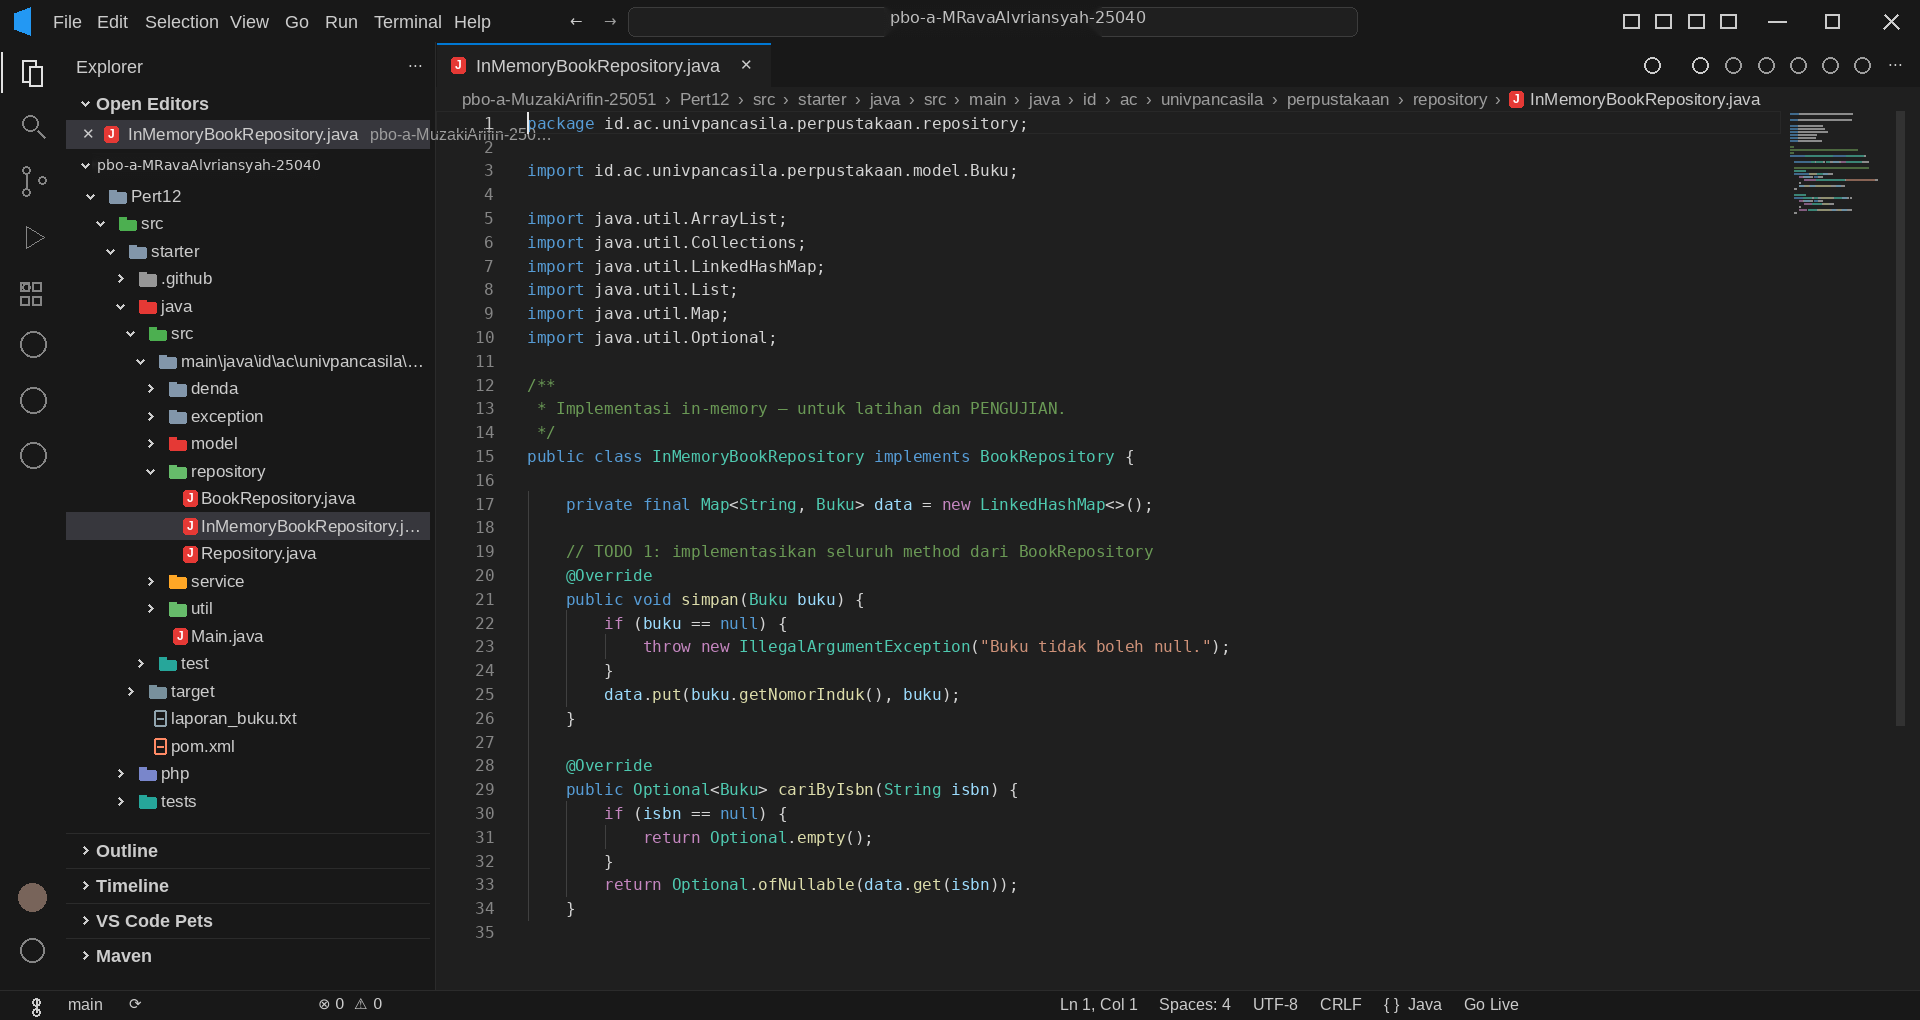 File Edit Selection View Go Run Terminal Help ← → pbo-a-MRavaAlvriansyah-25040
Explorer ···
Open Editors
× J InMemoryBookRepository.java pbo-a-MuzakiArifin-250...
pbo-a-MRavaAlvriansyah-25040
Pert12
src
starter
.github
java
src
main\java\id\ac\univpancasila\...
denda
exception
model
repository
J BookRepository.java
J InMemoryBookRepository.j...
J Repository.java
service
util
J Main.java
test
target
laporan_buku.txt
pom.xml
php
tests
Outline
Timeline
VS Code Pets
Maven
J InMemoryBookRepository.java × ···
pbo-a-MuzakiArifin-25051 › Pert12 › src › starter › java › src › main › java › id › ac › univpancasila › perpustakaan › repository › J InMemoryBookRepository.java
1 package id.ac.univpancasila.perpustakaan.repository;
2
3 import id.ac.univpancasila.perpustakaan.model.Buku;
4
5 import java.util.ArrayList;
6 import java.util.Collections;
7 import java.util.LinkedHashMap;
8 import java.util.List;
9 import java.util.Map;
10 import java.util.Optional;
11
12 /**
13  * Implementasi in-memory — untuk latihan dan PENGUJIAN.
14  */
15 public class InMemoryBookRepository implements BookRepository {
16
17     private final Map<String, Buku> data = new LinkedHashMap<>();
18
19     // TODO 1: implementasikan seluruh method dari BookRepository
20     @Override
21     public void simpan(Buku buku) {
22         if (buku == null) {
23             throw new IllegalArgumentException("Buku tidak boleh null.");
24         }
25         data.put(buku.getNomorInduk(), buku);
26     }
27
28     @Override
29     public Optional<Buku> cariByIsbn(String isbn) {
30         if (isbn == null) {
31             return Optional.empty();
32         }
33         return Optional.ofNullable(data.get(isbn));
34     }
35
main ⟳ ⊗ 0 ⚠ 0 Ln 1, Col 1 Spaces: 4 UTF-8 CRLF { } Java Go Live